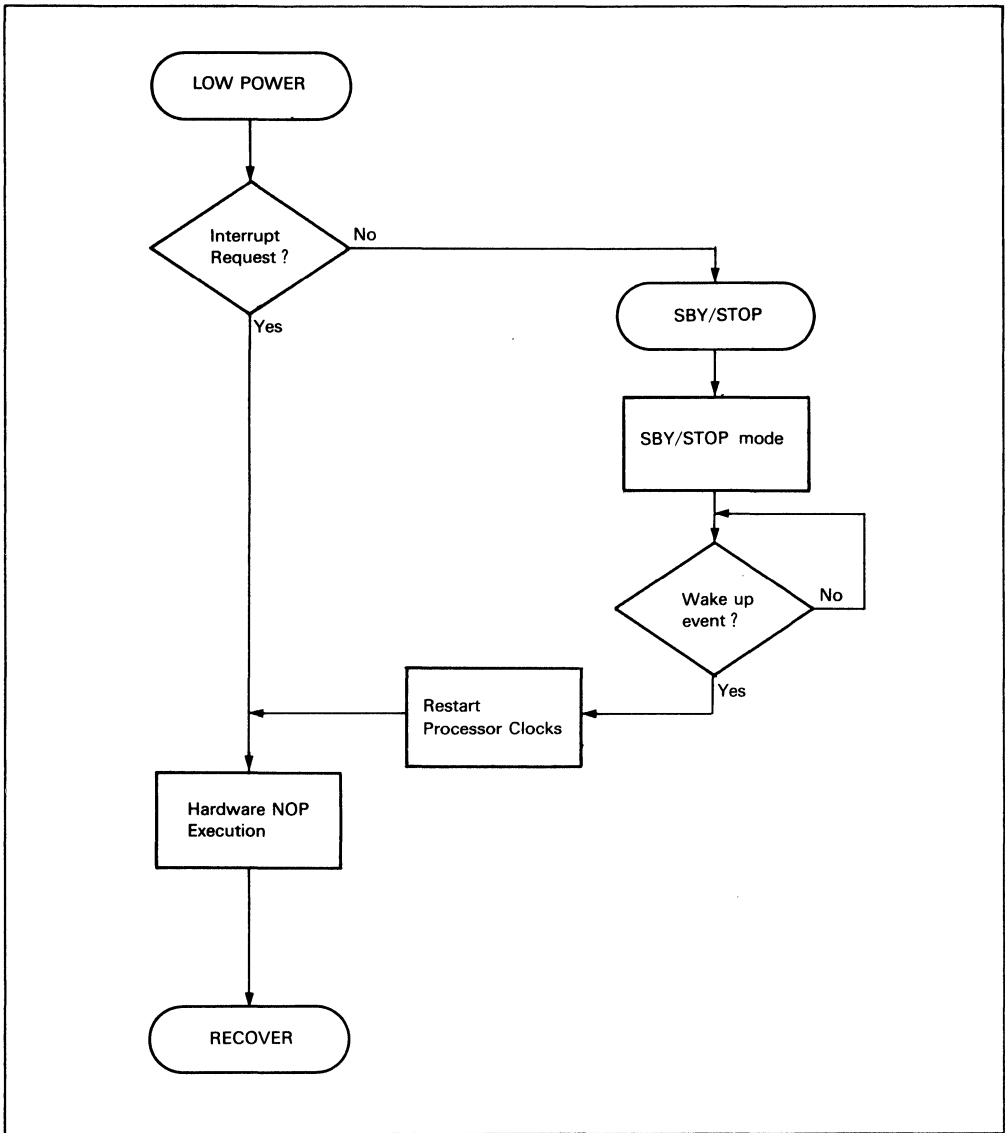 LOW POWER
Interrupt
Request ?
No
Yes
SBY/STOP
SBY/STOP mode
Wake up
event ?
No
Yes
Restart
Processor Clocks
Hardware NOP
Execution
RECOVER